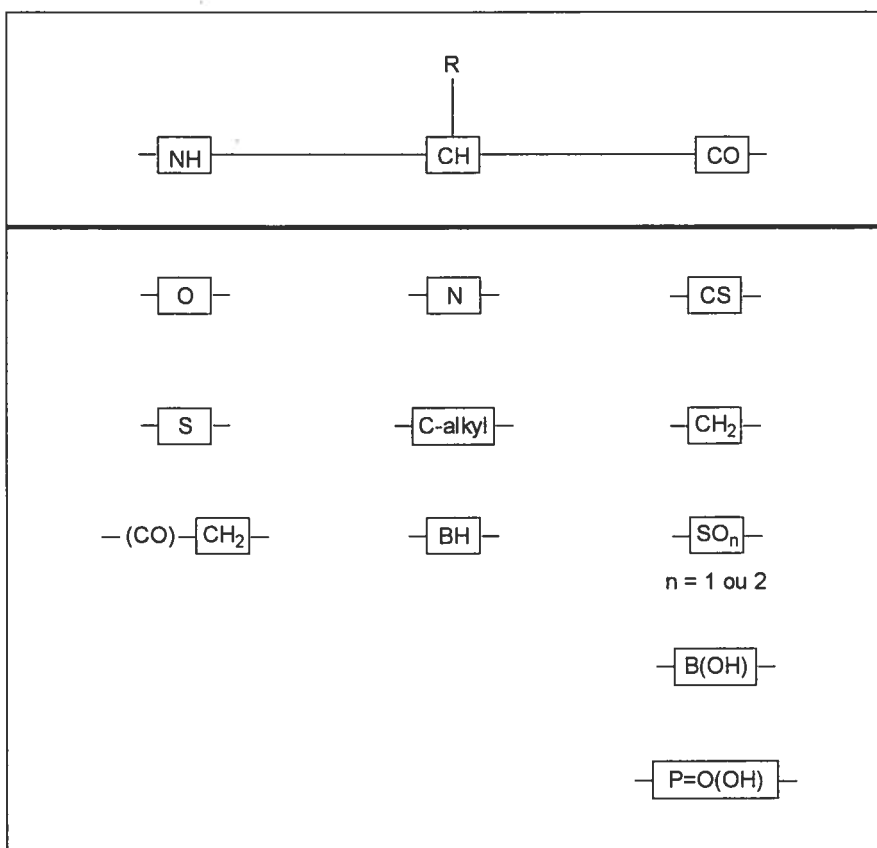 R
NH CH CO
O N CS
S C-alkyl CH₂
(CO) CH₂ BH SOₙ
n = 1 ou 2
B(OH)
P=O(OH)